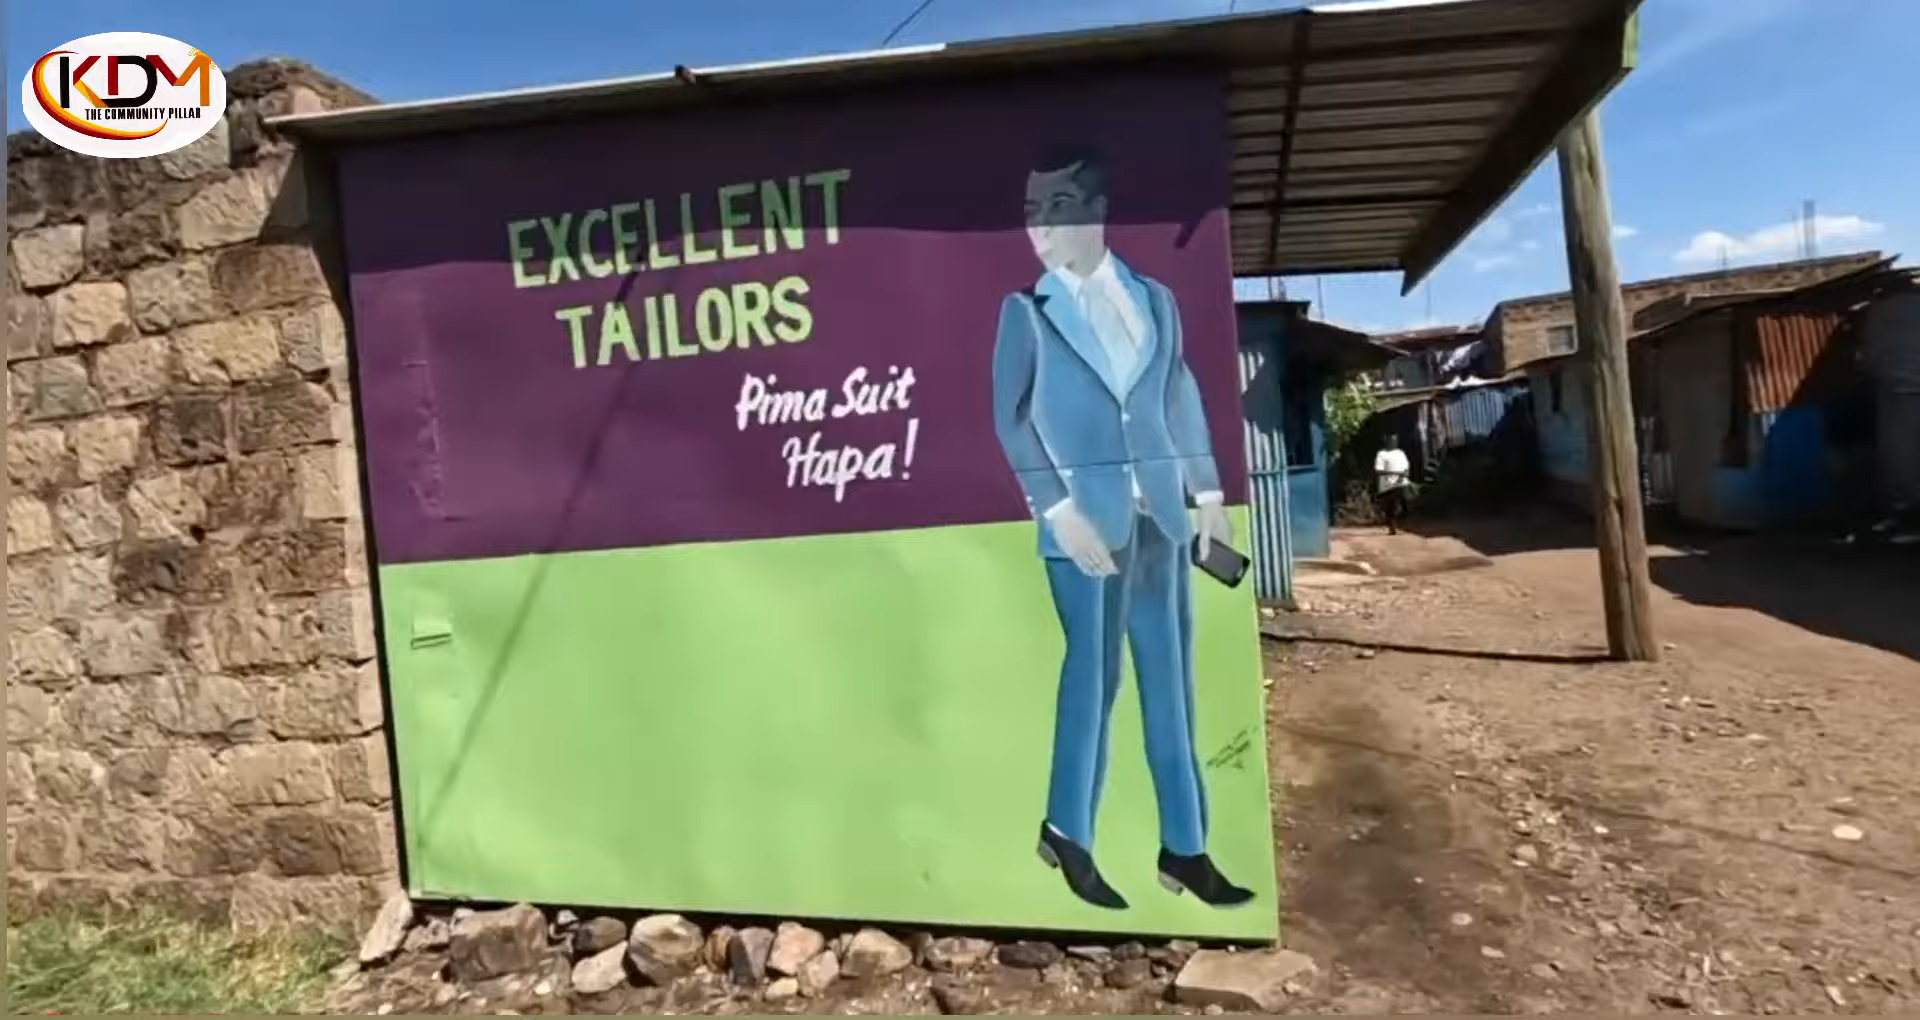 KDM
THE COMMUNITY PILLAR
EXCELLENT
TAILORS
Pima Suit
Hapa!